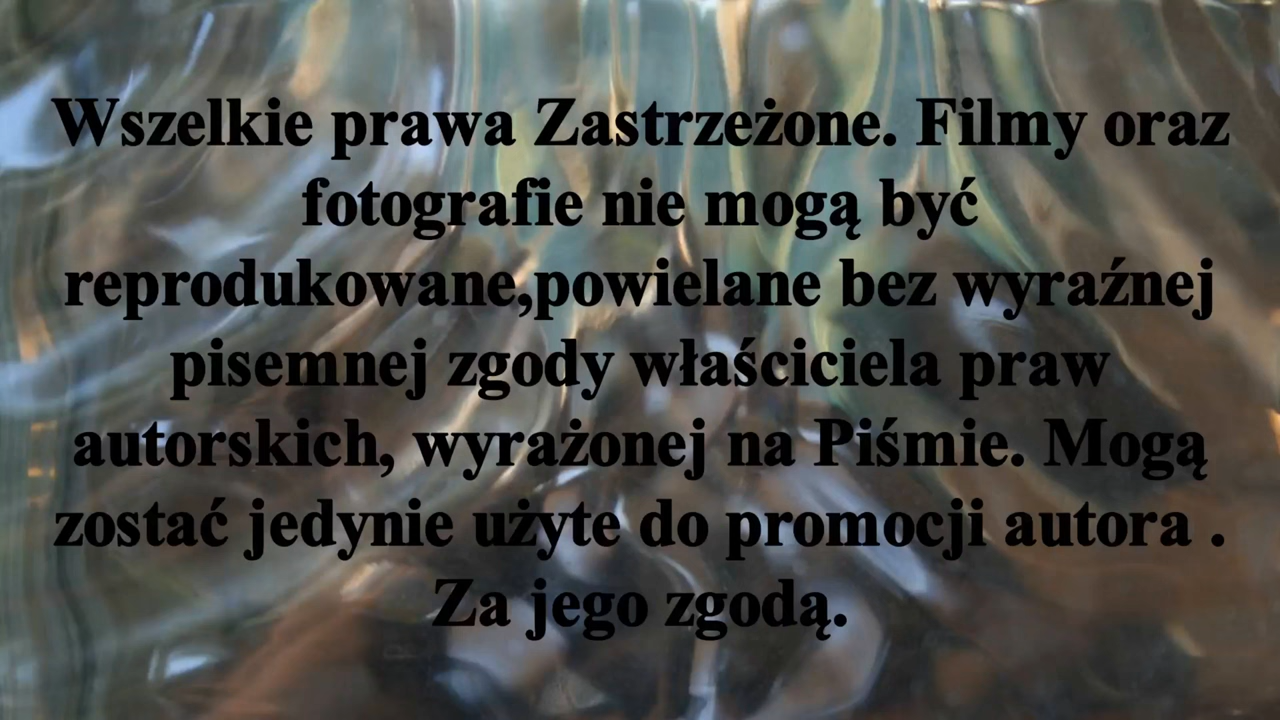 Wszelkie prawa Zastrzeżone. Filmy oraz
fotografie nie mogą być
reprodukowane,powielane bez wyraźnej
pisemnej zgody właściciela praw
autorskich, wyrażonej na Piśmie. Mogą
zostać jedynie użyte do promocji autora .
Za jego zgodą.